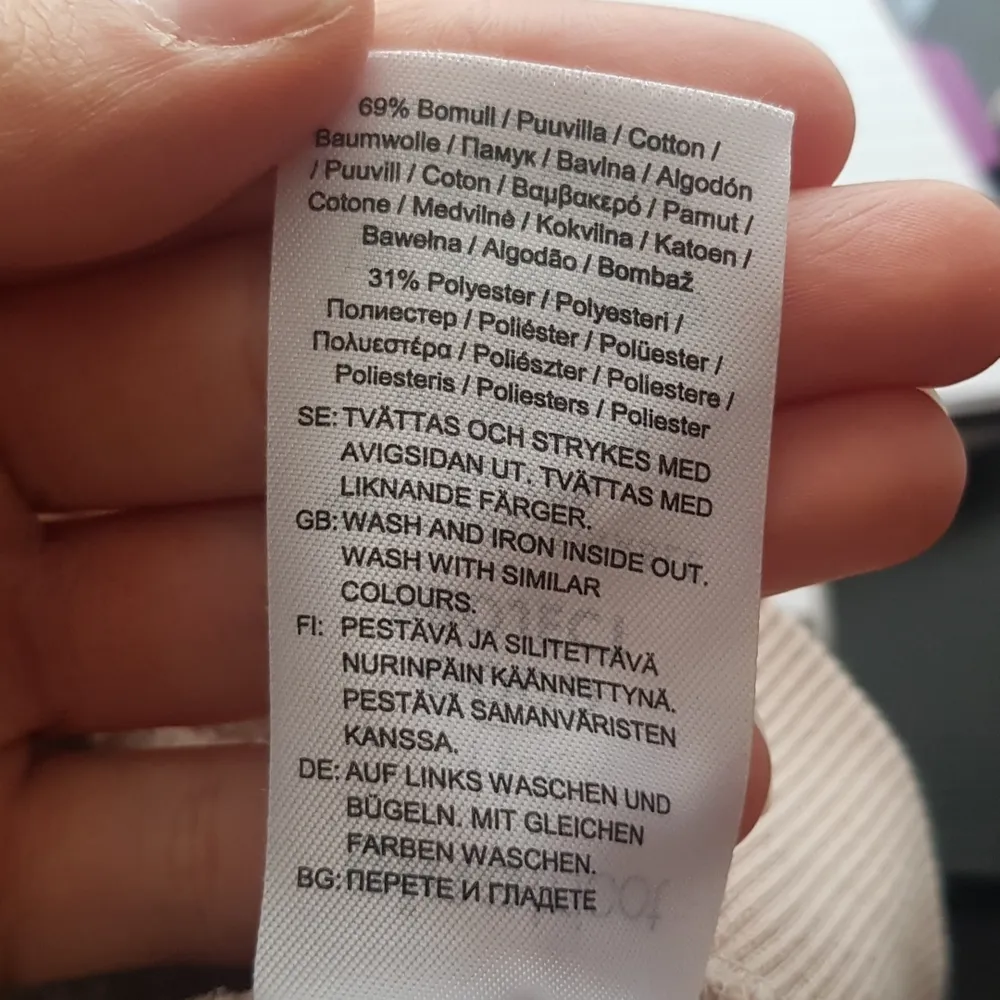 69% Bomull / Puuvilla / Cotton /
Baumwolle / Памук / Bavlna / Algodón
/ Puuvill / Coton / Βαμβακερό / Pamut /
Cotone / Medvilnė / Kokvilna / Katoen /
Bawełna / Algodão / Bombaž
31% Polyester / Polyesteri /
Полиестер / Poliéster / Polüester /
Πολυεστέρα / Poliészter / Poliestere /
Poliesteris / Poliesters / Poliester
SE: TVÄTTAS OCH STRYKES MED
AVIGSIDAN UT. TVÄTTAS MED
LIKNANDE FÄRGER.
GB: WASH AND IRON INSIDE OUT.
WASH WITH SIMILAR
COLOURS.
FI: PESTÄVÄ JA SILITETTÄVÄ
NURINPÄIN KÄÄNNETTYNÄ.
PESTÄVÄ SAMANVÄRISTEN
KANSSA.
DE: AUF LINKS WASCHEN UND
BÜGELN. MIT GLEICHEN
FARBEN WASCHEN.
BG: ПЕРЕТЕ И ГЛАДЕТЕ